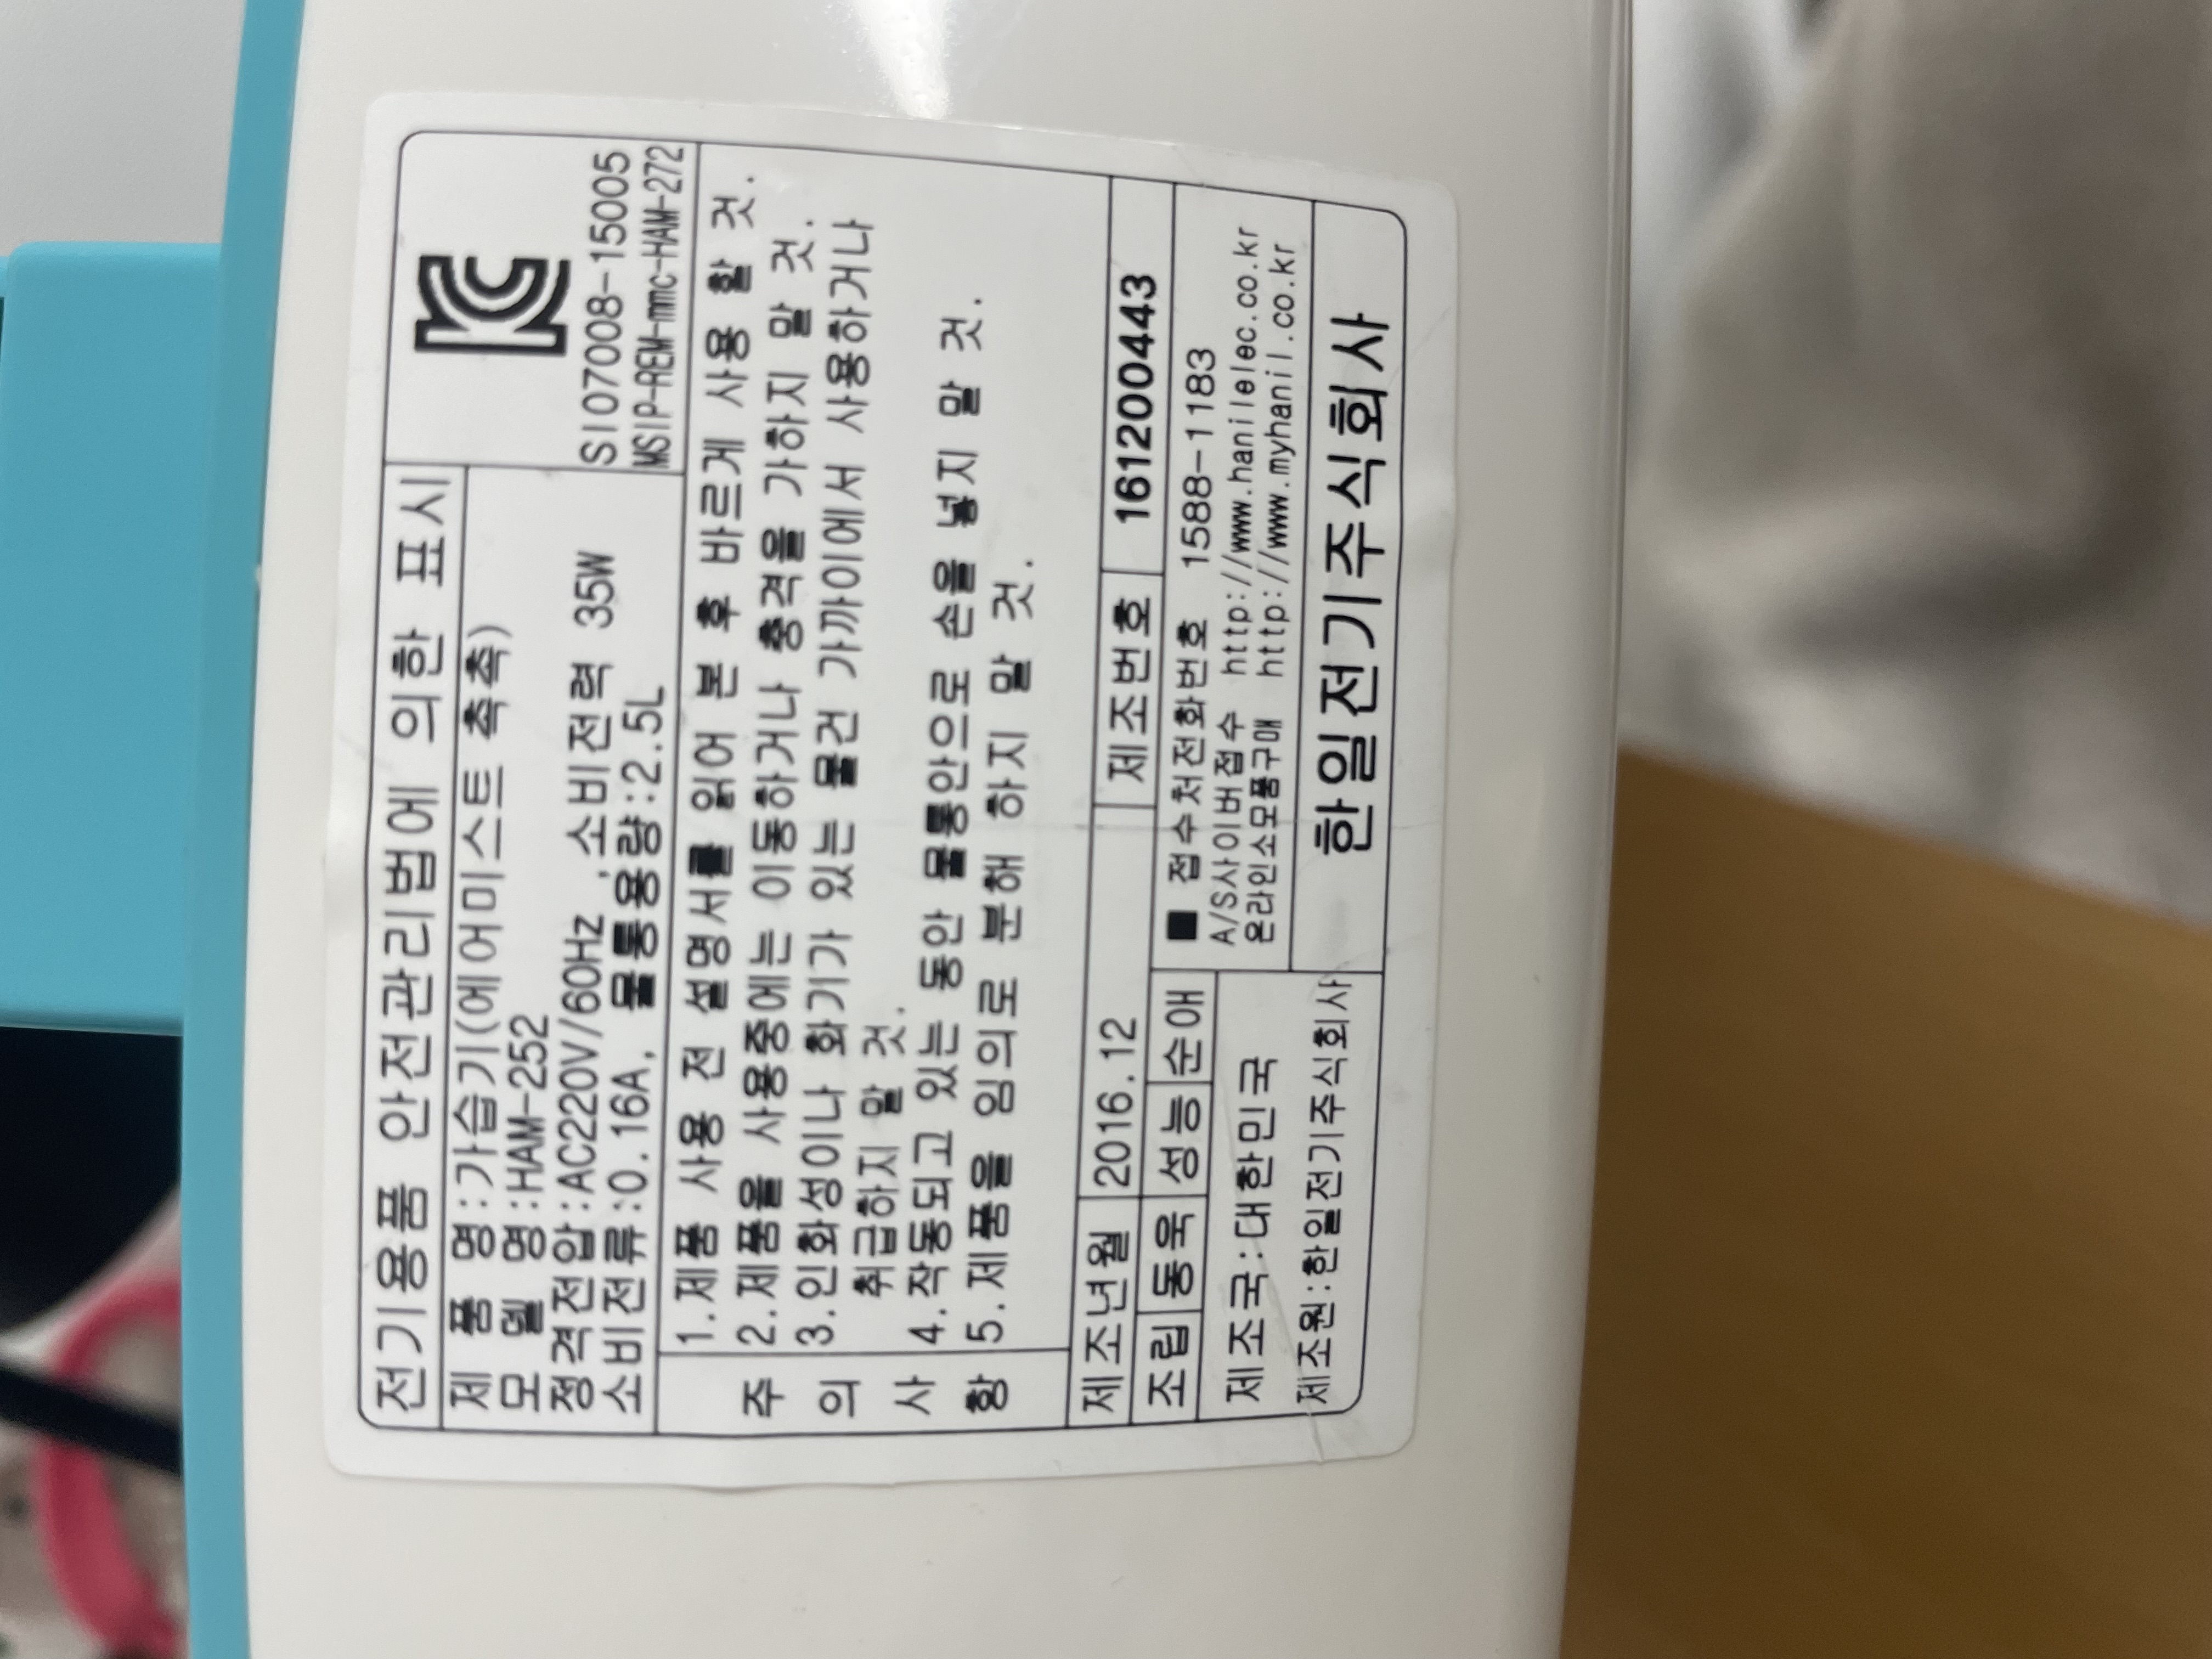 전기용품 안전관리법에 의한 표시
제 품 명:가습기(에어미스트 촉촉)
모 델 명:HAM-252
정격전압:AC220V/60Hz ,소비전력 35W
소비전류:0.16A, 물통용량:2.5L
SI07008-15005
MSIP-REM-mmc-HAM-272
주의사항
1.제품 사용 전 설명서를 읽어 본 후 바르게 사용 할 것.
2.제품을 사용중에는 이동하거나 충격을 가하지 말 것.
3.인화성이나 화기가 있는 물건 가까이에서 사용하거나
취급하지 말 것.
4.작동되고 있는 동안 물통안으로 손을 넣지 말 것.
5.제품을 임의로 분해 하지 말 것.
제조년월 2016.12 제조번호 161200443
조립 동욱 성능 순애
제조국:대한민국
제조원:한일전기주식회사
■ 접수처전화번호 1588-1183
A/S사이버접수 http://www.hanilelec.co.kr
온라인소모품구매 http://www.myhanil.co.kr
한일전기주식회사